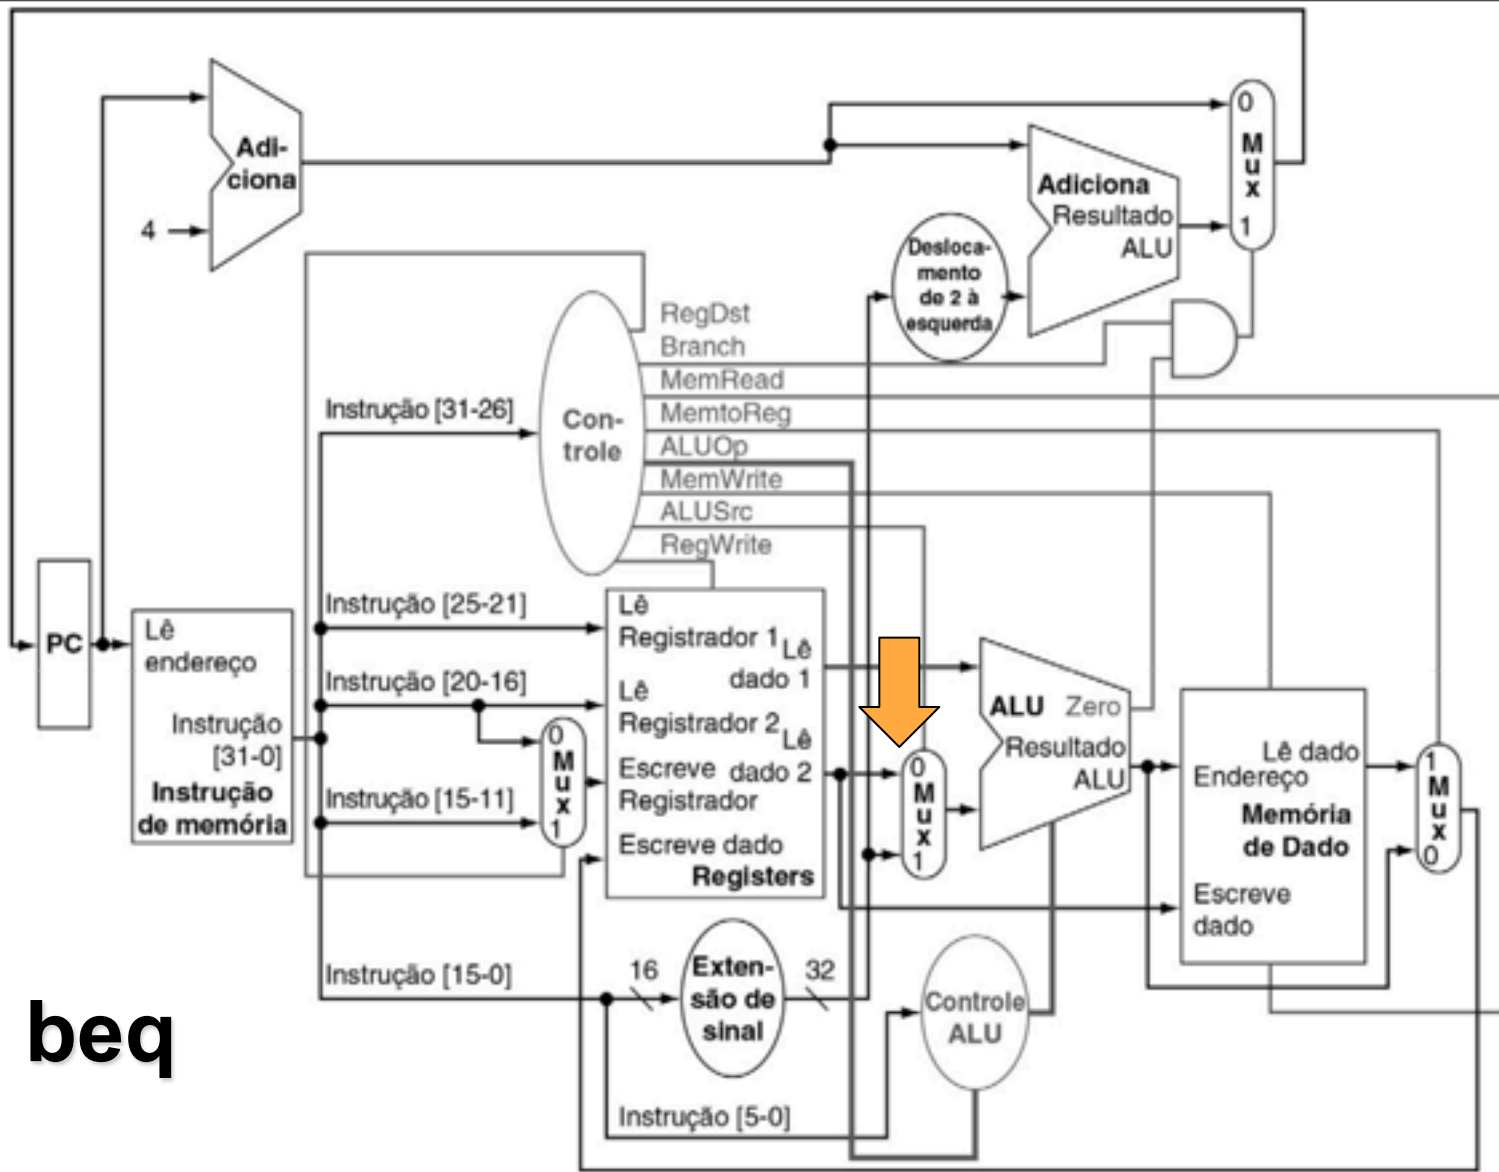 0
M
u
x
1
Adi-
ciona
4
Adiciona
Resultado
ALU
Desloca-
mento
de 2 à
esquerda
RegDst
Branch
MemRead
MemtoReg
ALUOp
MemWrite
ALUSrc
RegWrite
Con-
trole
Instrução [31-26]
Instrução [25-21]
Instrução [20-16]
Instrução [15-11]
Instrução [15-0]
Instrução [5-0]
PC
Lê
endereço
Instrução
[31-0]
Instrução
de memória
0
M
u
x
1
Lê
Registrador 1
Lê
dado 1
Lê
Registrador 2
Lê
dado 2
Escreve
Registrador
Escreve dado
Registers
0
M
u
x
1
ALU Zero
Resultado
ALU
Lê dado
Endereço
Memória
de Dado
Escreve
dado
1
M
u
x
0
16
Exten-
são de
sinal
32
Controle
ALU
beq